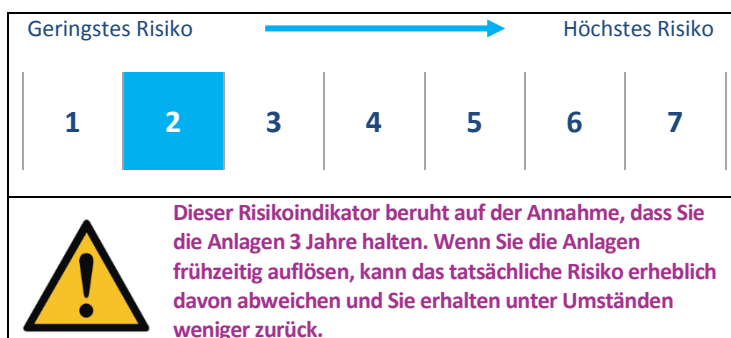 Geringstes Risiko Höchstes Risiko
1 2 3 4 5 6 7
Dieser Risikoindikator beruht auf der Annahme, dass Sie
die Anlagen 3 Jahre halten. Wenn Sie die Anlagen
frühzeitig auflösen, kann das tatsächliche Risiko erheblich
davon abweichen und Sie erhalten unter Umständen
weniger zurück.